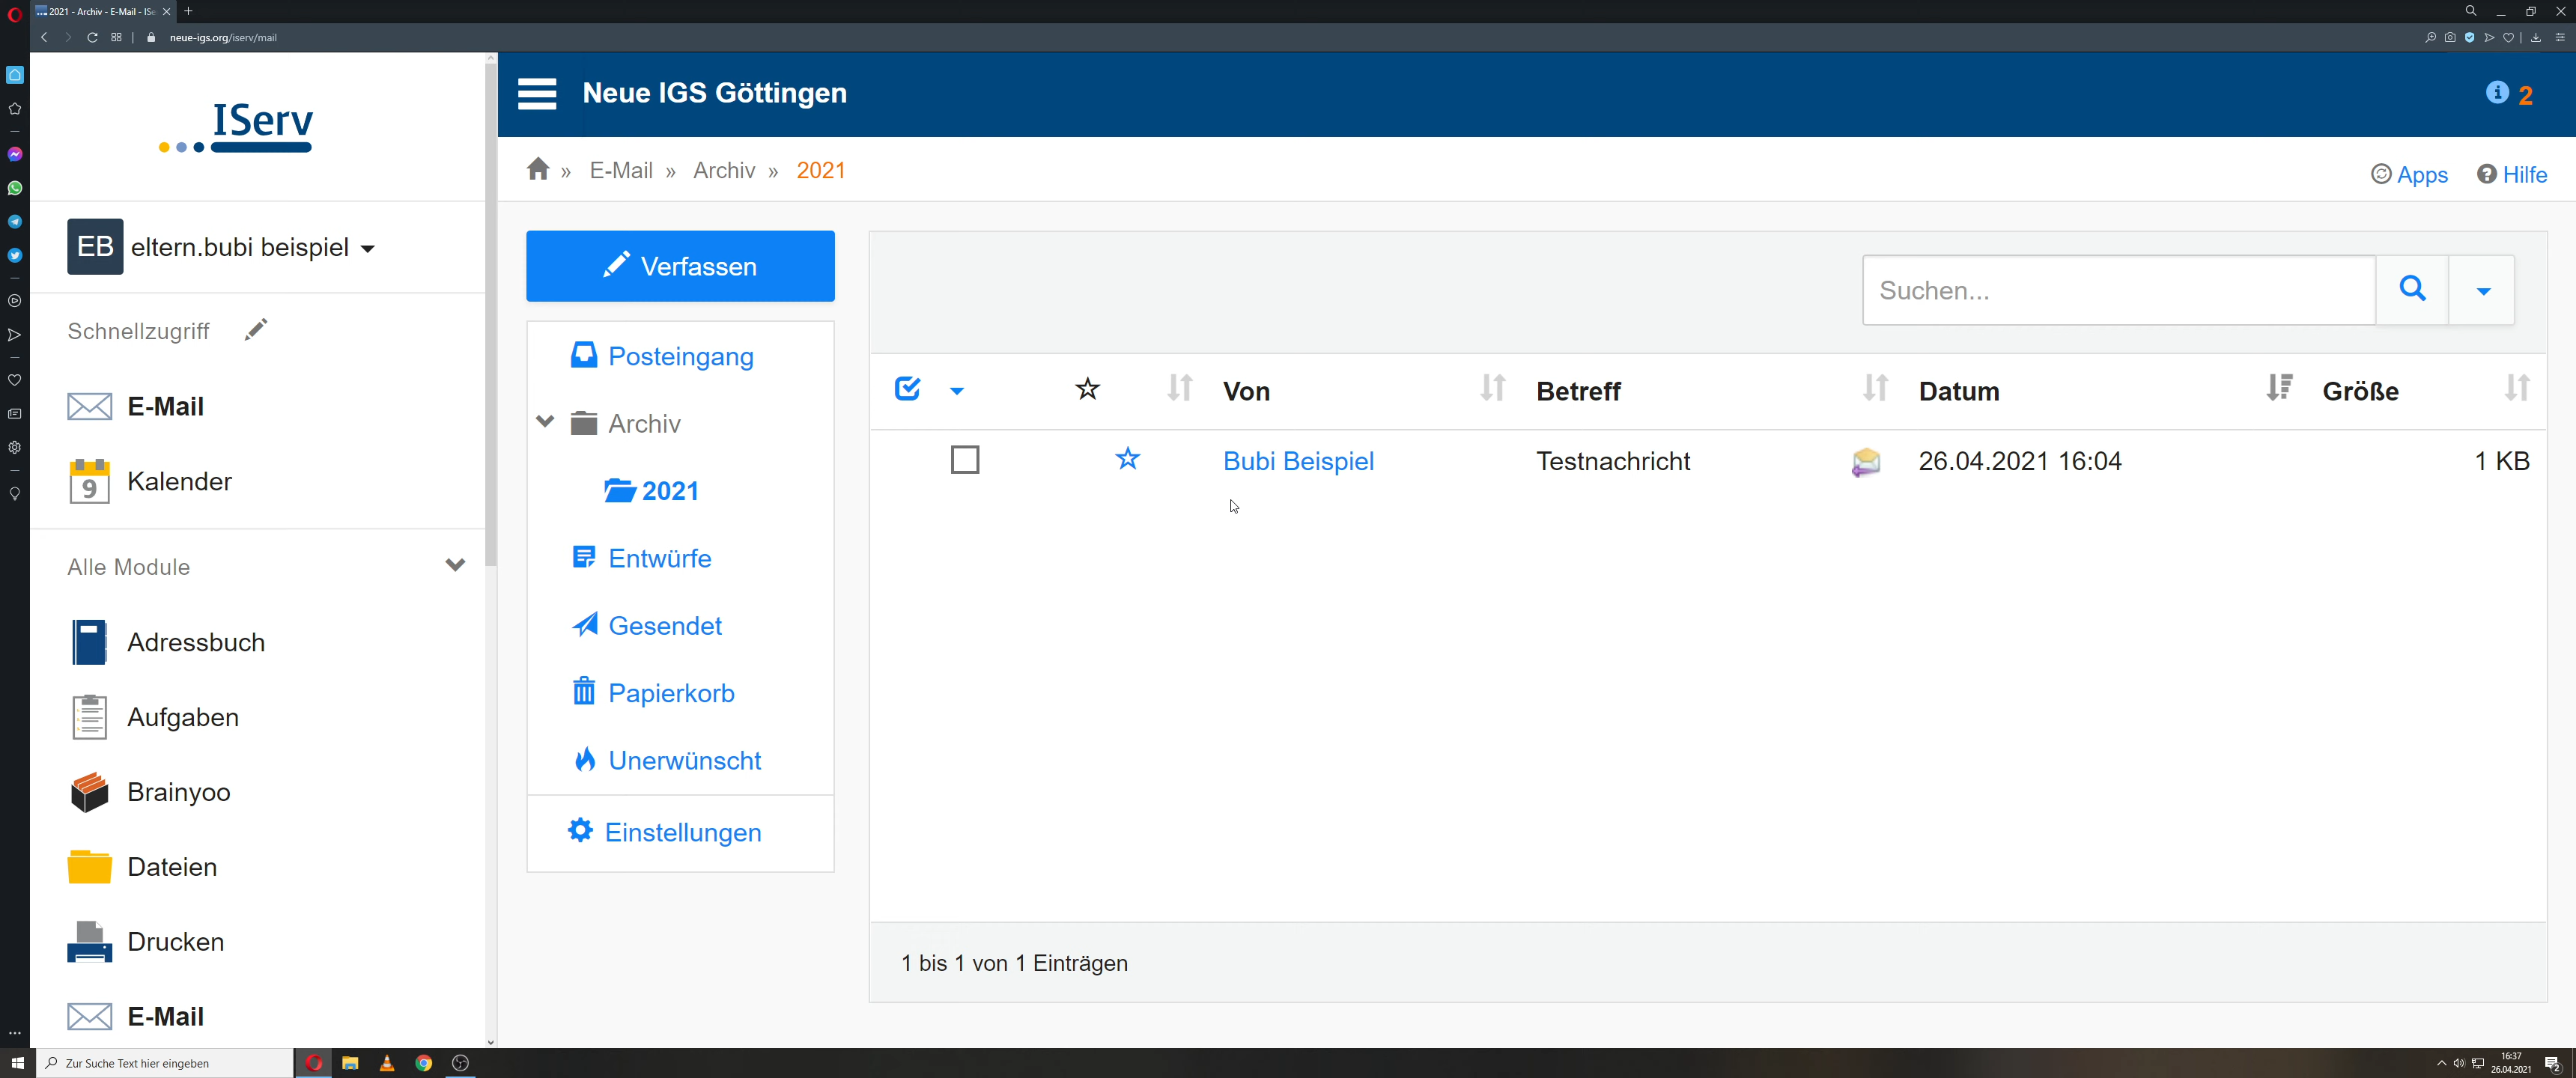 2021 - Archiv - E-Mail - ISe
neue-igs.org/iserv/mail
IServ
EB eltern.bubi beispiel
Schnellzugriff
E-Mail
9 Kalender
Alle Module
Adressbuch
Aufgaben
Brainyoo
Dateien
Drucken
E-Mail
Neue IGS Göttingen
2
» E-Mail » Archiv » 2021
Apps Hilfe
Verfassen
Posteingang
Archiv
2021
Entwürfe
Gesendet
Papierkorb
Unerwünscht
Einstellungen
Suchen...
Von Betreff Datum Größe
Bubi Beispiel Testnachricht 26.04.2021 16:04 1 KB
1 bis 1 von 1 Einträgen
Zur Suche Text hier eingeben
16:37
26.04.2021
2